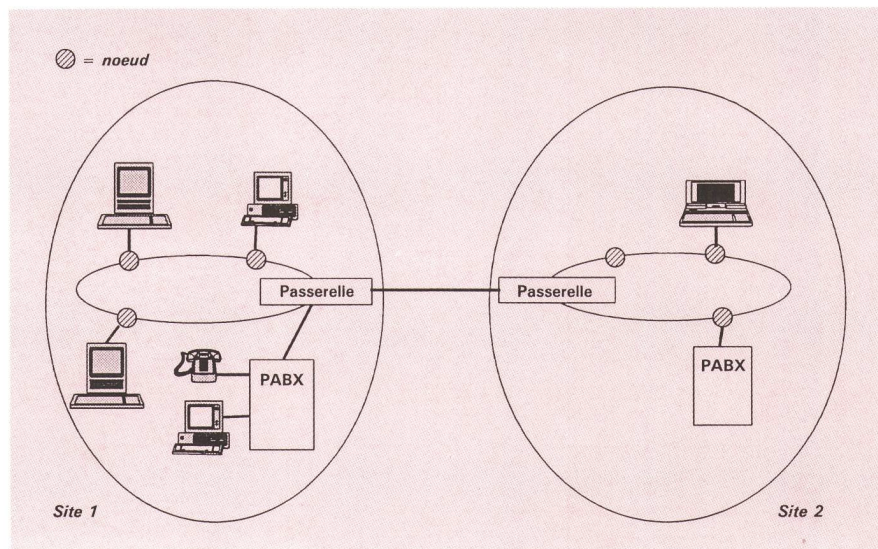 = noeud
Passerelle
Passerelle
PABX
PABX
Site 1
Site 2